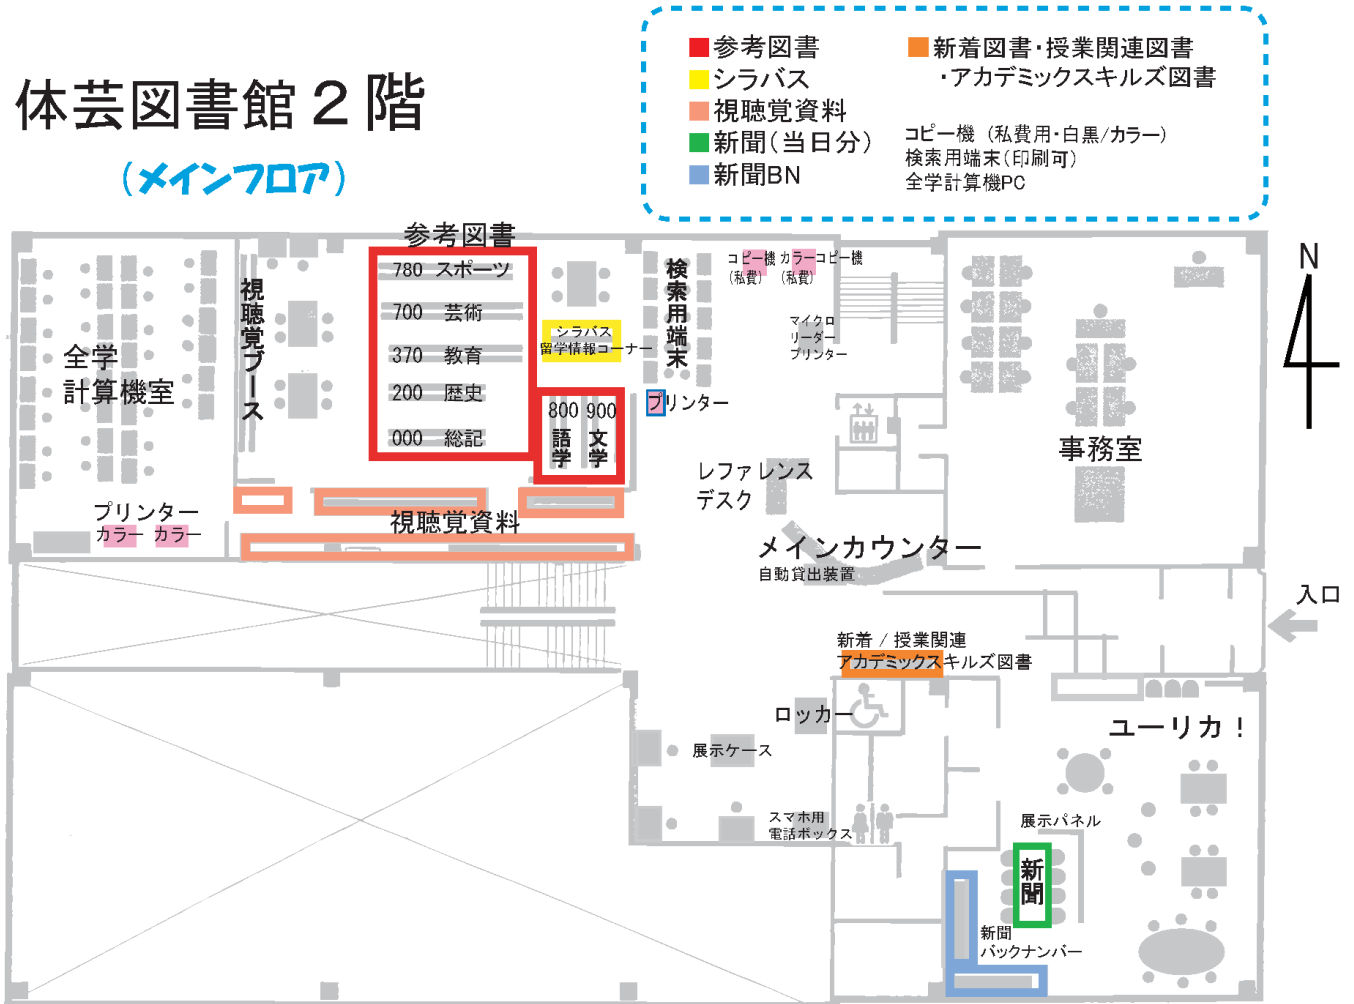 体芸図書館２階
（メインフロア）
参考図書
シラバス
視聴覚資料
新聞（当日分）
新聞BN
新着図書・授業関連図書
・アカデミックスキルズ図書
コピー機（私費用・白黒/カラー）
検索用端末（印刷可）
全学計算機PC
N
参考図書
780 スポーツ
700 芸術
370 教育
200 歴史
000 総記
800 語学
900 文学
シラバス
留学情報コーナー
視聴覚ブース
全学
計算機室
プリンター
カラー カラー
視聴覚資料
検索用端末
プリンター
コピー機
（私費）
カラーコピー機
（私費）
マイクロ
リーダー
プリンター
レファレンス
デスク
メインカウンター
自動貸出装置
事務室
入口
新着 / 授業関連
アカデミックスキルズ図書
ロッカー
展示ケース
スマホ用
電話ボックス
ユーリカ！
展示パネル
新聞
新聞
バックナンバー